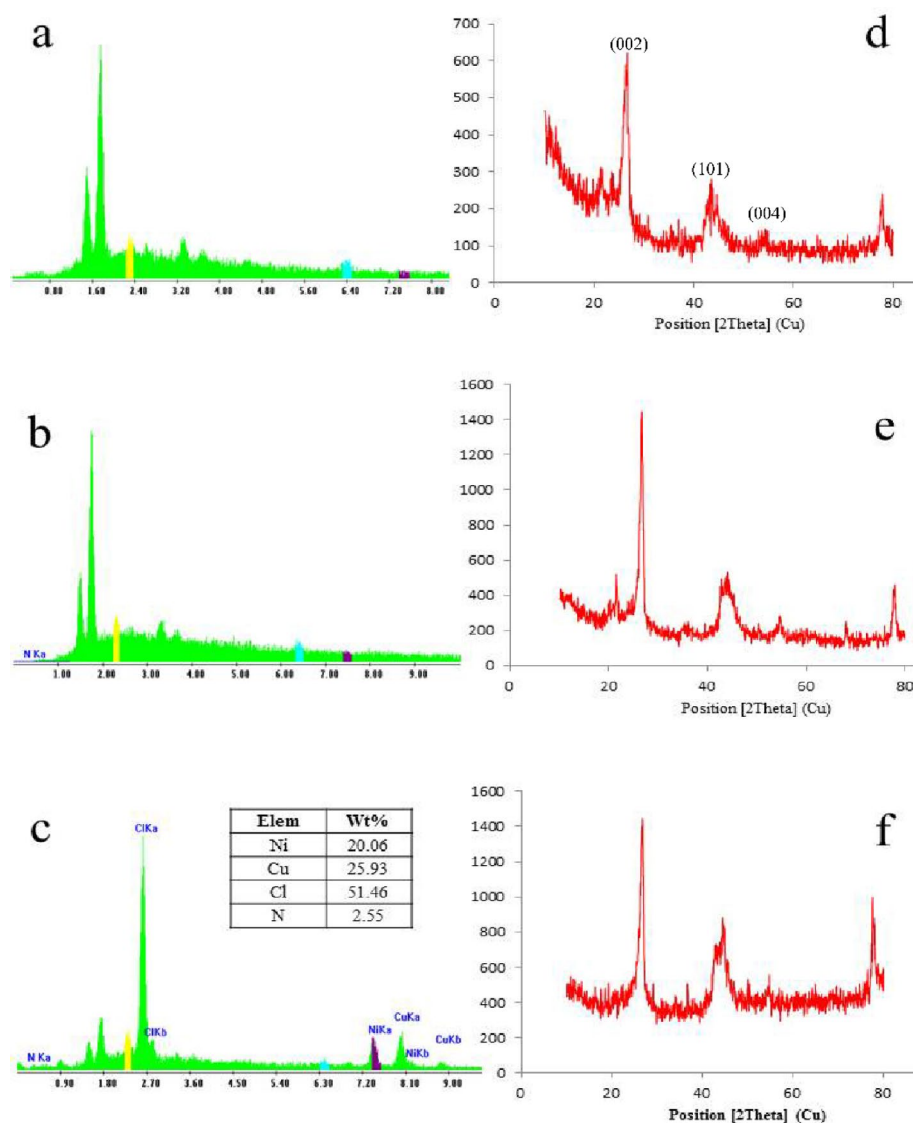 a
0.80 1.60 2.40 3.20 4.00 4.80 5.60 6.40 7.20 8.00
d
700
600
500
400
300
200
100
0
(002)
(101)
(004)
0 20 40 60 80
Position [2Theta] (Cu)
b
N Ka
1.00 2.00 3.00 4.00 5.00 6.00 7.00 8.00 9.00
e
1600
1400
1200
1000
800
600
400
200
0
0 20 40 60 80
Position [2Theta] (Cu)
c
ClKa
ClKb
N Ka
NiKa
CuKa
NiKb
CuKb
0.90 1.80 2.70 3.60 4.50 5.40 6.30 7.20 8.10 9.00
Elem Wt%
Ni 20.06
Cu 25.93
Cl 51.46
N 2.55
f
1600
1400
1200
1000
800
600
400
200
0
0 20 40 60 80
Position [2Theta] (Cu)